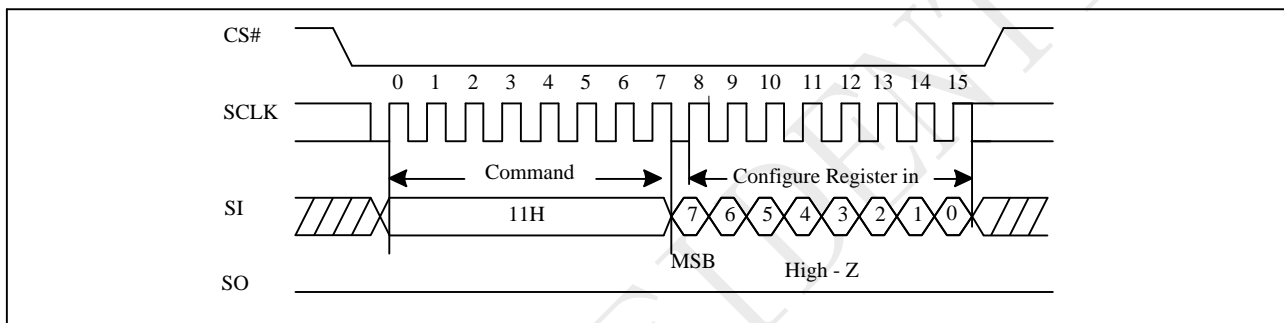 CS#
0 1 2 3 4 5 6 7 8 9 10 11 12 13 14 15
SCLK
Command Configure Register in
SI 11H 7 6 5 4 3 2 1 0
MSB High - Z
SO